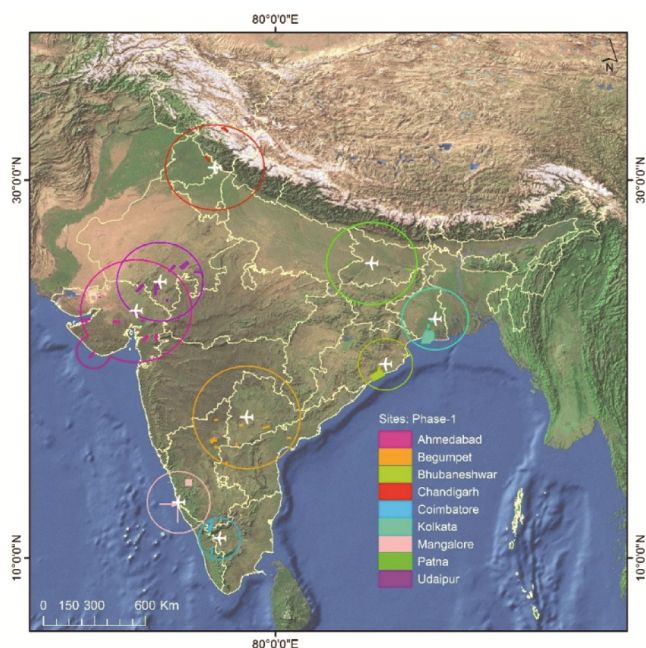 80°0'0"E
N
30°0'0"N
30°0'0"N
Sites: Phase-1
Ahmedabad
Begumpet
Bhubaneshwar
Chandigarh
Coimbatore
Kolkata
Mangalore
Patna
Udaipur
10°0'0"N
10°0'0"N
0 150 300 600 Km
80°0'0"E